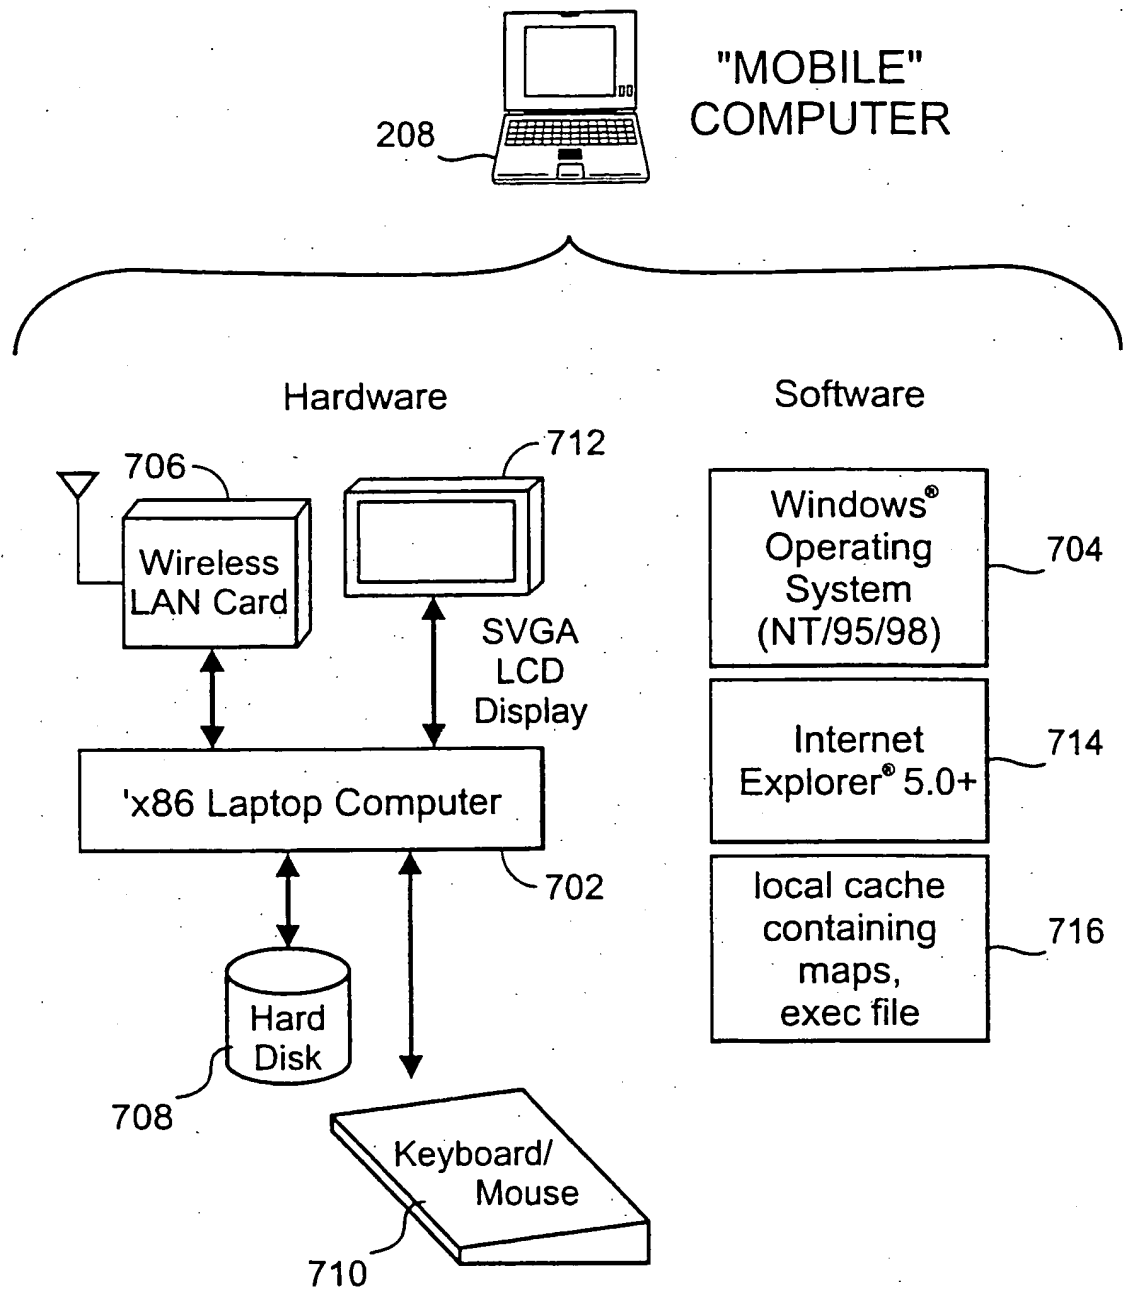 "MOBILE"
COMPUTER
208
Hardware
Software
706
712
Wireless
LAN Card
SVGA
LCD
Display
Windows®
Operating
System
(NT/95/98)
704
Internet
Explorer® 5.0+
714
'x86 Laptop Computer
702
local cache
containing
maps,
exec file
716
Hard
Disk
708
Keyboard/
Mouse
710